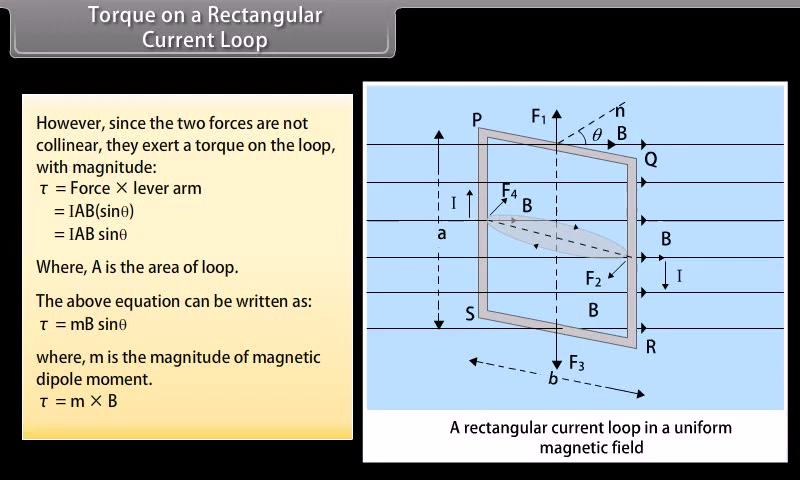 Torque on a Rectangular
Current Loop
However, since the two forces are not
collinear, they exert a torque on the loop,
with magnitude:
τ = Force × lever arm
= IAB(sinθ)
= IAB sinθ
Where, A is the area of loop.
The above equation can be written as:
τ = mB sinθ
where, m is the magnitude of magnetic
dipole moment.
τ = m × B
P
F₁
n
θ
B
Q
F₄
I
B
a
B
F₂
I
S
B
R
F₃
b
A rectangular current loop in a uniform
magnetic field